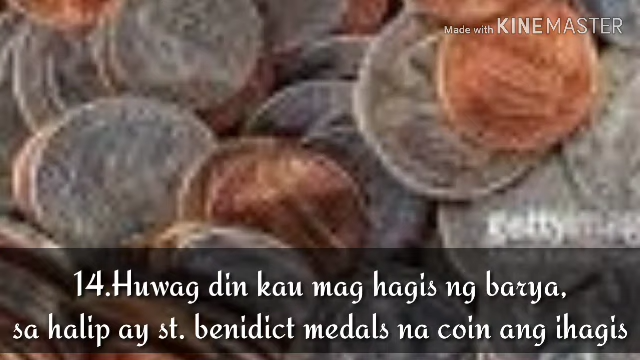 Made with KINEMASTER
gettyimages
14.Huwag din kau mag hagis ng barya,
sa halip ay st. benidict medals na coin ang ihagis